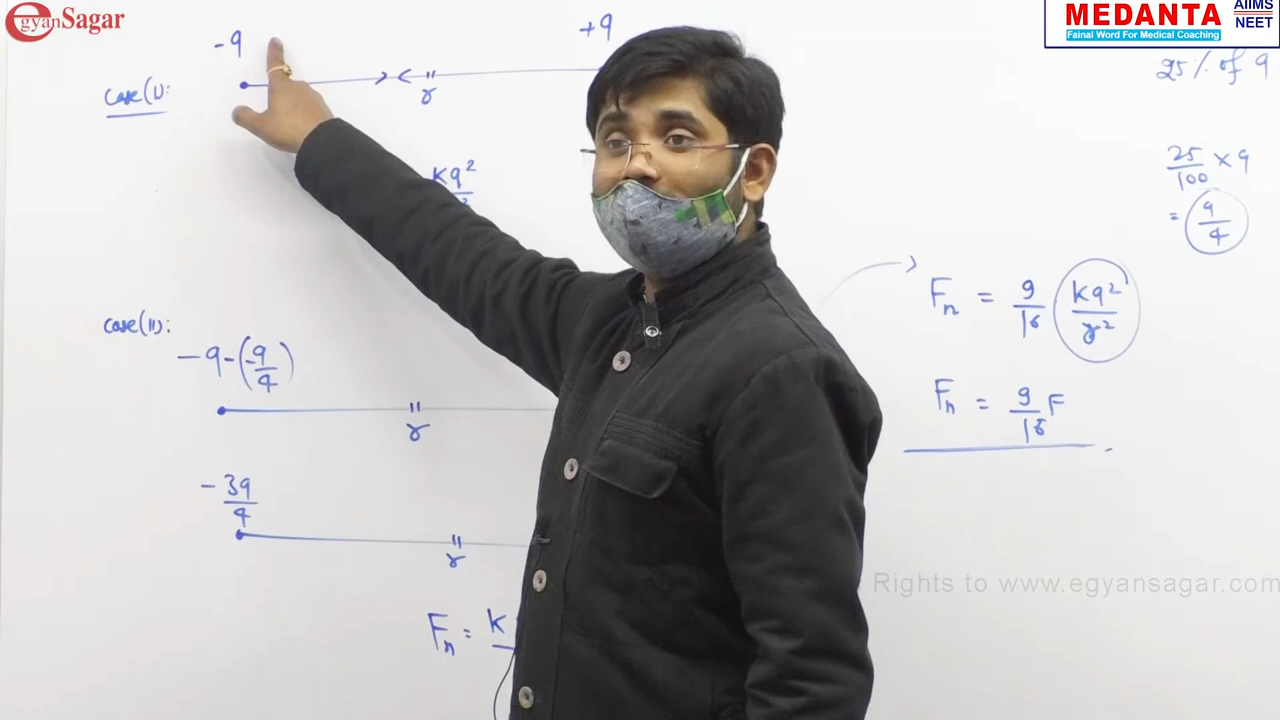 egyanSagar
MEDANTA
AIIMS
NEET
Fainal Word For Medical Coaching
-q
+q
25% of q
case(I):
r
Kq²
25/100 × q
= q/4
Fn = 9/16 Kq²/r²
case(II):
-q-(-q/4)
r
Fn = 9/16 F
-3q/4
r
Rights to www.egyansagar.com
Fn = K